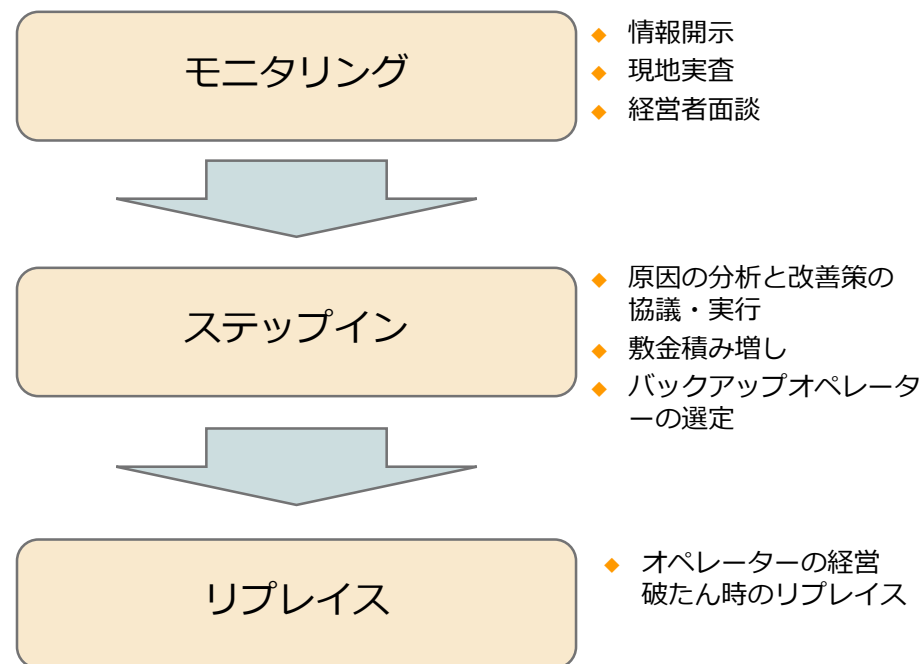 モニタリング
◆ 情報開示
◆ 現地実査
◆ 経営者面談
ステップイン
◆ 原因の分析と改善策の
協議・実行
◆ 敷金積み増し
◆ バックアップオペレータ
ーの選定
リプレイス
◆ オペレーターの経営
破たん時のリプレイス